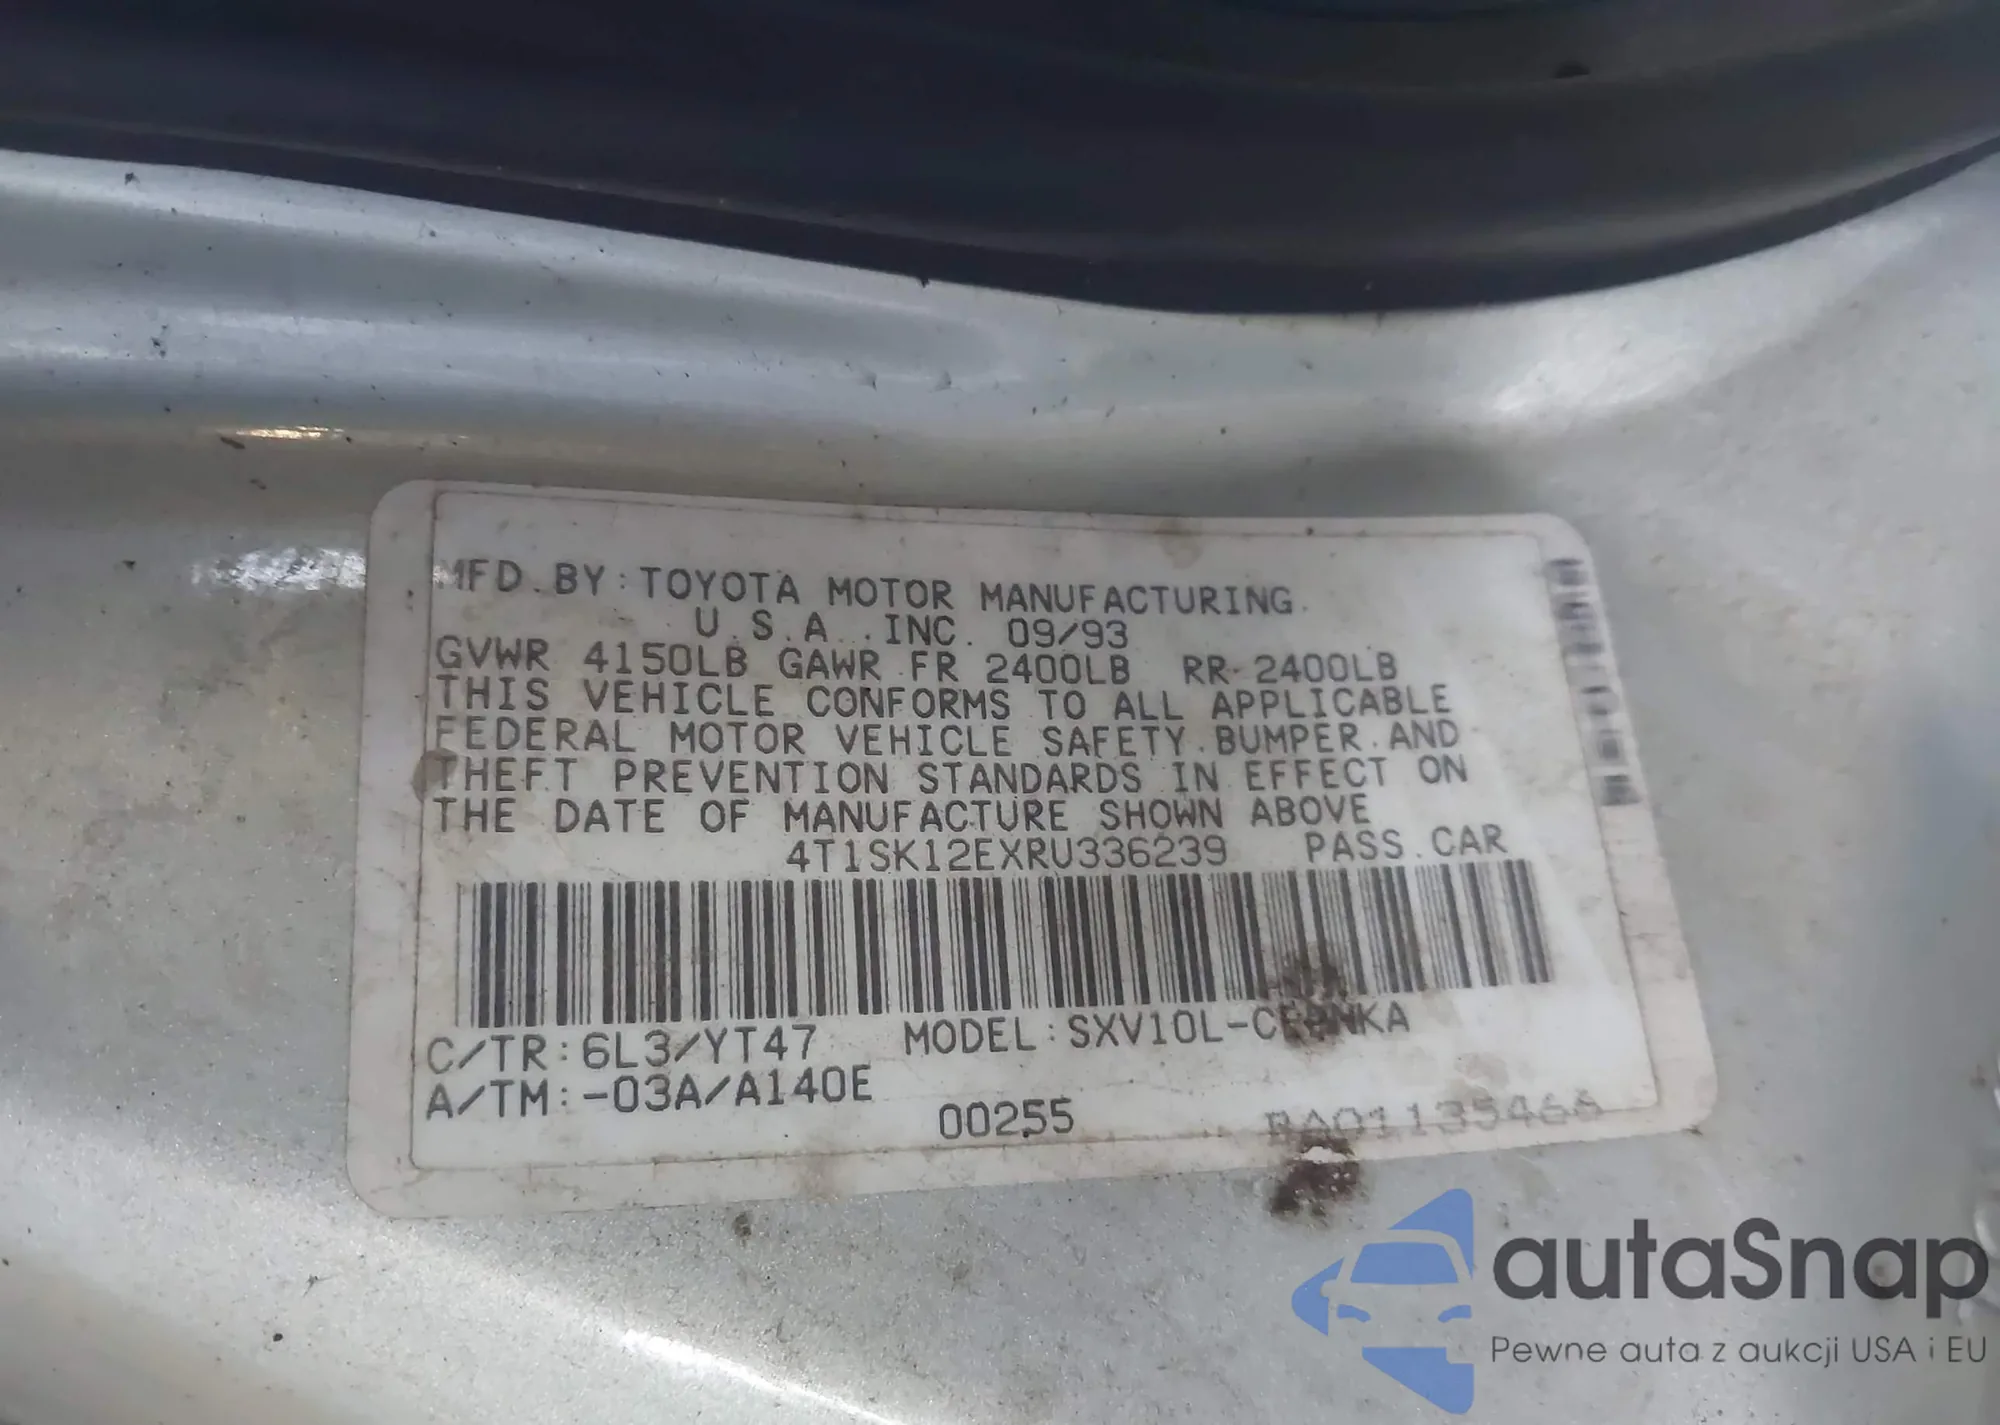 MFD. BY: TOYOTA MOTOR MANUFACTURING.
U.S.A., INC. 09/93
GVWR 4150LB GAWR FR 2400LB RR 2400LB
THIS VEHICLE CONFORMS TO ALL APPLICABLE
FEDERAL MOTOR VEHICLE SAFETY, BUMPER, AND
THEFT PREVENTION STANDARDS IN EFFECT ON
THE DATE OF MANUFACTURE SHOWN ABOVE
4T1SK12EXRU336239 PASS. CAR
C/TR: 6L3/YT47 MODEL:
A/TM: -03A/A140E
00255
autaSnap
Pewne auta z aukcji USA i EU